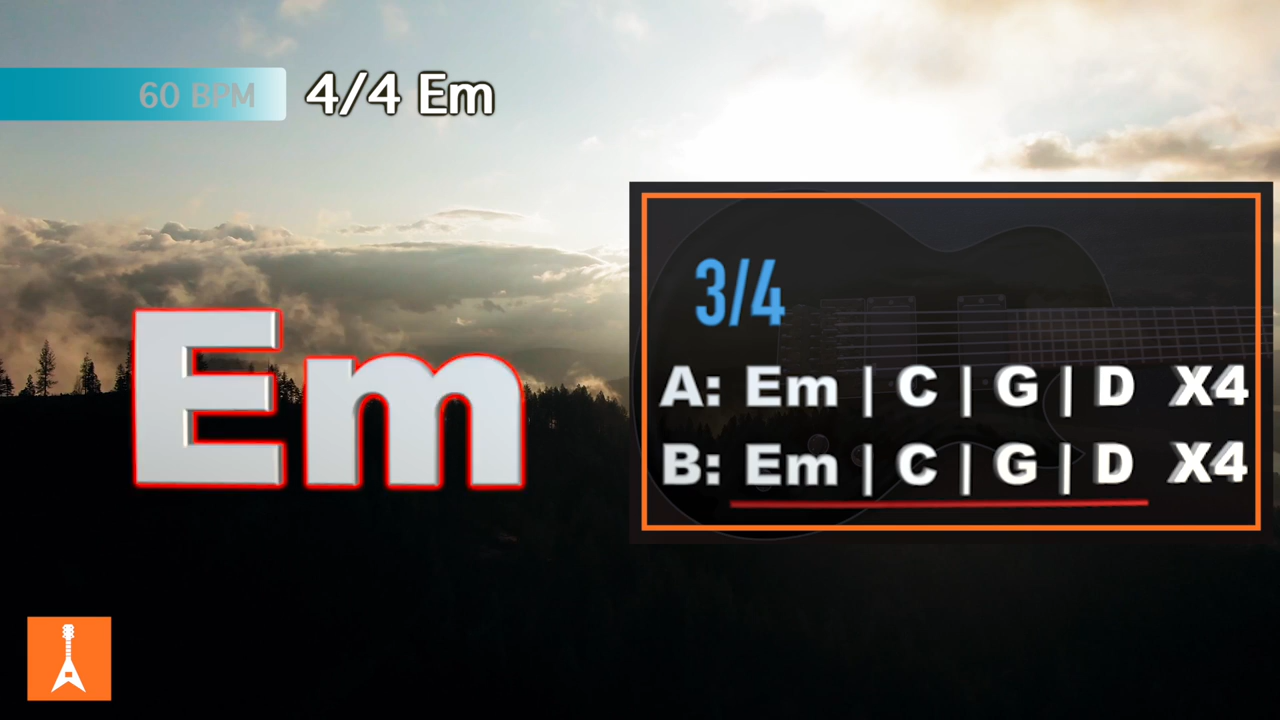 60 BPM 4/4 Em
Em
3/4
A: Em | C | G | D X4
B: Em | C | G | D X4